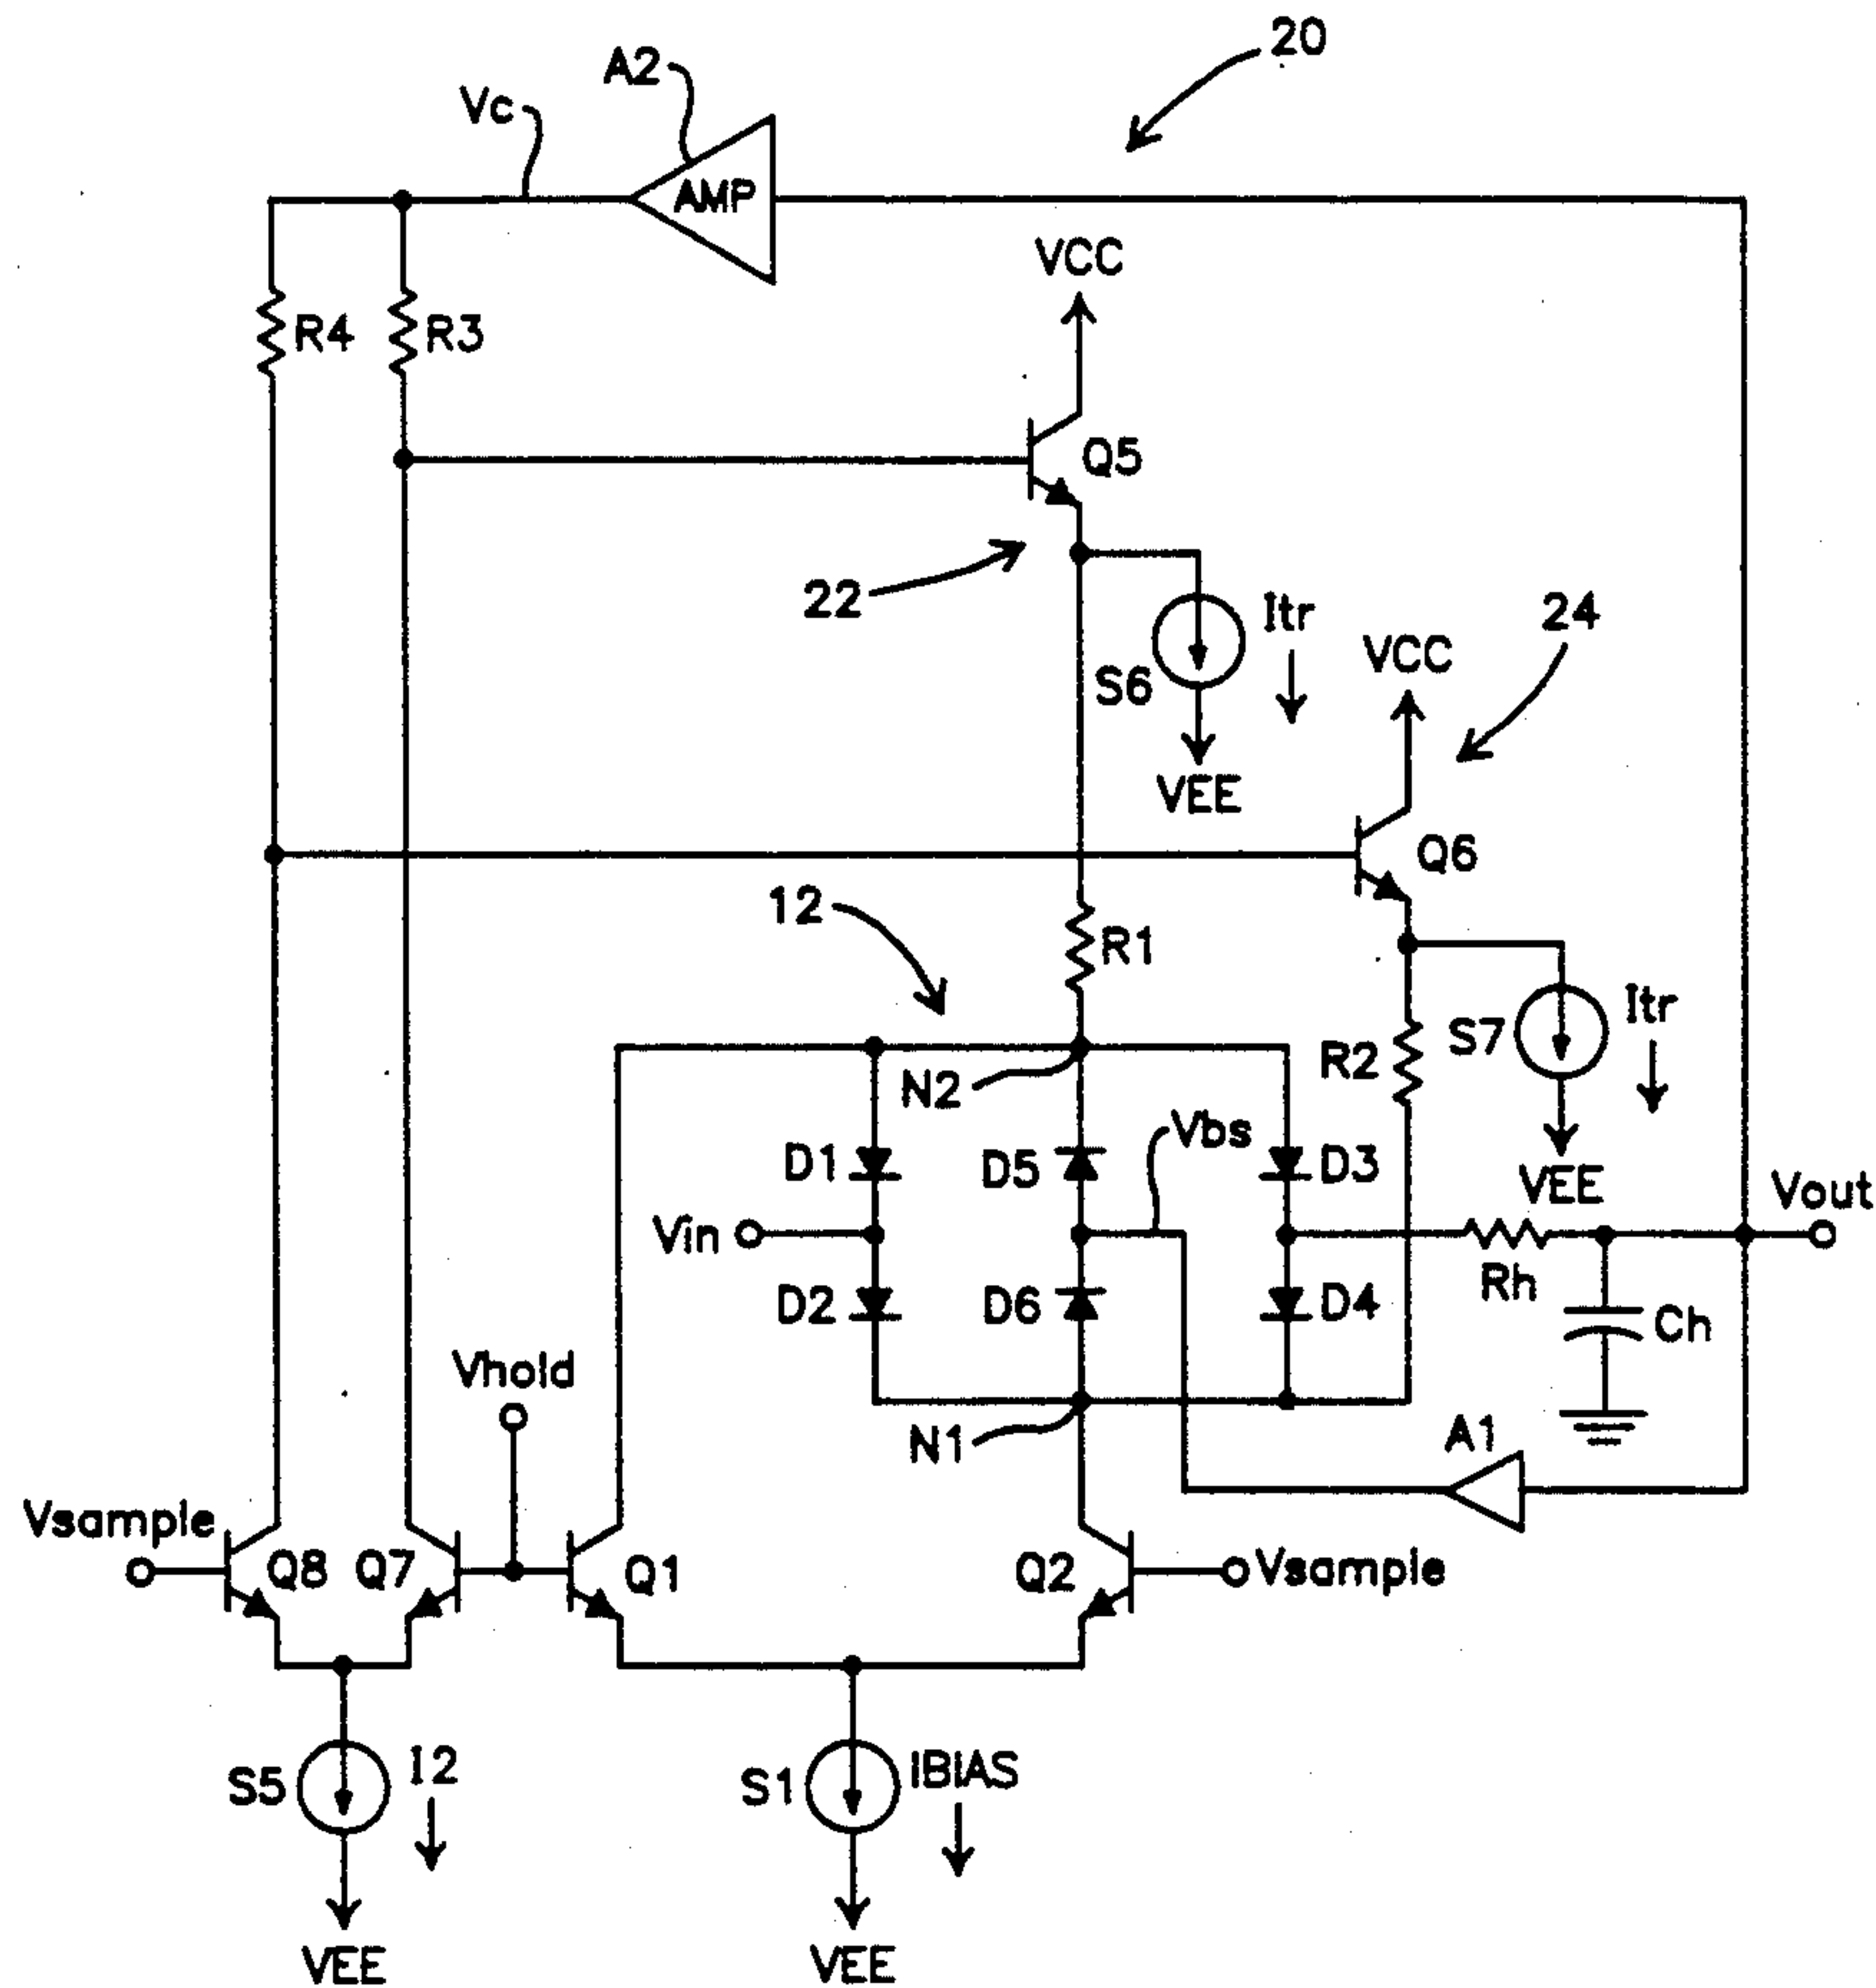 20
A2
Vc
AMP
VCC
R4
R3
Q5
22
Itr
24
S6
VCC
VEE
Q6
12
R1
Itr
S7
R2
N2
Vbs
D1
D5
D3
VEE
Vout
Vin
Rh
D2
D6
D4
Ch
Vhold
N1
A1
Vsample
Q8
Q7
Q1
Q2
Vsample
S5
I2
S1
IBIAS
VEE
VEE